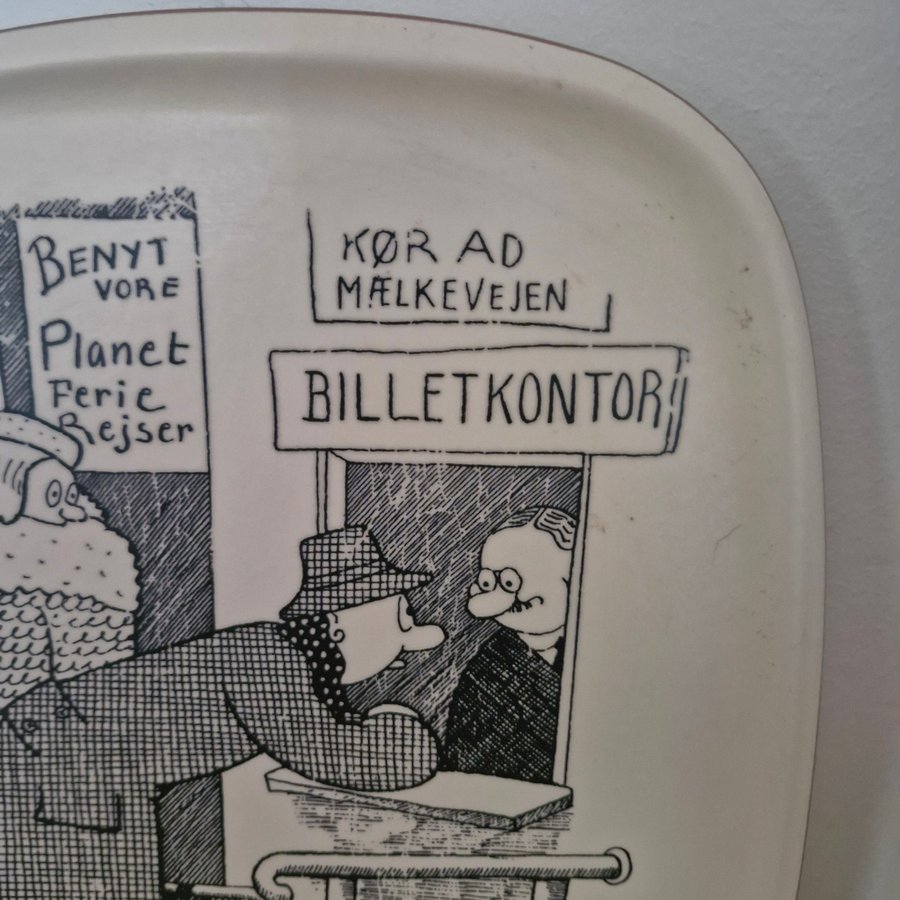 BENYT
VORE
Planet
Ferie
Rejser
KØR AD
MÆLKEVEJEN
BILLETKONTOR